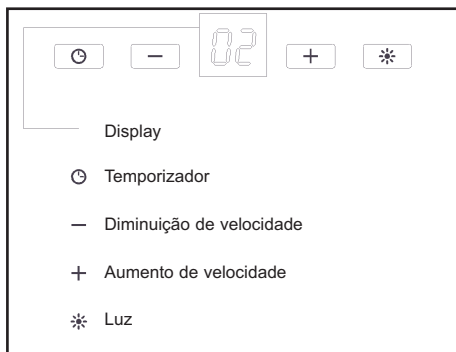 02
Display
Temporizador
Diminuição de velocidade
Aumento de velocidade
Luz